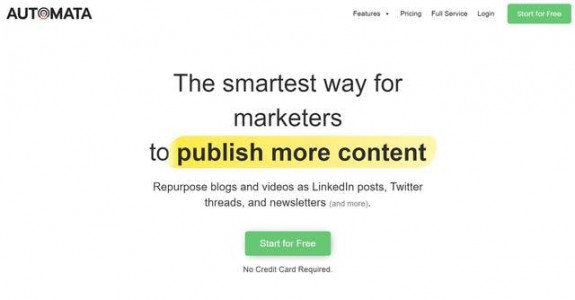 AUTOMATA
Features Pricing Full Service Login Start for Free
The smartest way for
marketers
to publish more content
Repurpose blogs and videos as LinkedIn posts, Twitter
threads, and newsletters (and more).
Start for Free
No Credit Card Required.